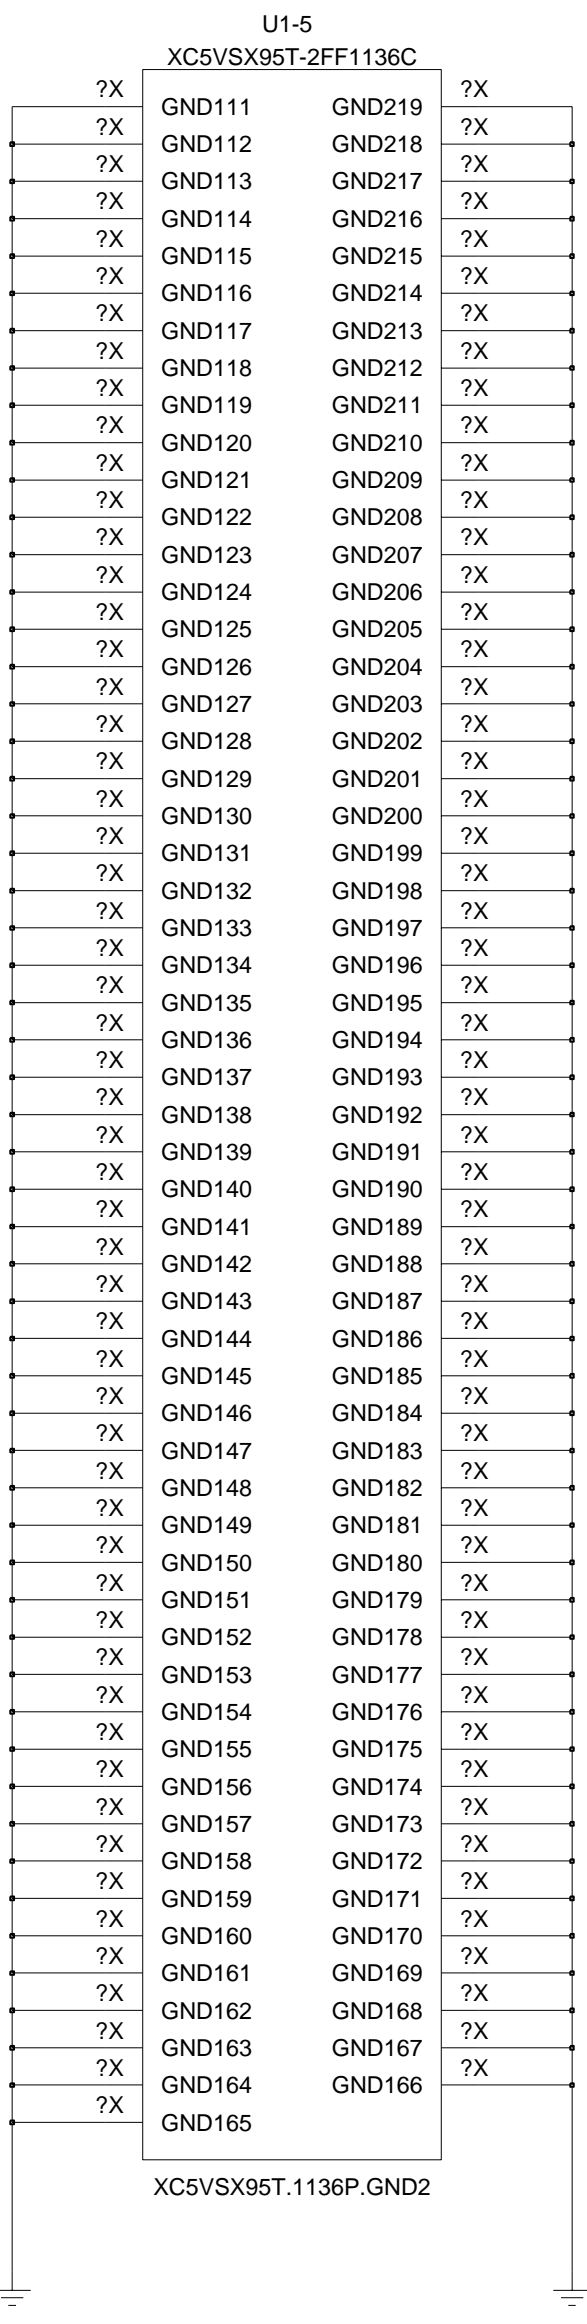 U1-5
XC5VSX95T-2FF1136C
?X ?X
GND111 GND219
?X ?X
GND112 GND218
?X ?X
GND113 GND217
?X ?X
GND114 GND216
?X ?X
GND115 GND215
?X ?X
GND116 GND214
?X ?X
GND117 GND213
?X ?X
GND118 GND212
?X ?X
GND119 GND211
?X ?X
GND120 GND210
?X ?X
GND121 GND209
?X ?X
GND122 GND208
?X ?X
GND123 GND207
?X ?X
GND124 GND206
?X ?X
GND125 GND205
?X ?X
GND126 GND204
?X ?X
GND127 GND203
?X ?X
GND128 GND202
?X ?X
GND129 GND201
?X ?X
GND130 GND200
?X ?X
GND131 GND199
?X ?X
GND132 GND198
?X ?X
GND133 GND197
?X ?X
GND134 GND196
?X ?X
GND135 GND195
?X ?X
GND136 GND194
?X ?X
GND137 GND193
?X ?X
GND138 GND192
?X ?X
GND139 GND191
?X ?X
GND140 GND190
?X ?X
GND141 GND189
?X ?X
GND142 GND188
?X ?X
GND143 GND187
?X ?X
GND144 GND186
?X ?X
GND145 GND185
?X ?X
GND146 GND184
?X ?X
GND147 GND183
?X ?X
GND148 GND182
?X ?X
GND149 GND181
?X ?X
GND150 GND180
?X ?X
GND151 GND179
?X ?X
GND152 GND178
?X ?X
GND153 GND177
?X ?X
GND154 GND176
?X ?X
GND155 GND175
?X ?X
GND156 GND174
?X ?X
GND157 GND173
?X ?X
GND158 GND172
?X ?X
GND159 GND171
?X ?X
GND160 GND170
?X ?X
GND161 GND169
?X ?X
GND162 GND168
?X ?X
GND163 GND167
?X ?X
GND164 GND166
?X
GND165
XC5VSX95T.1136P.GND2